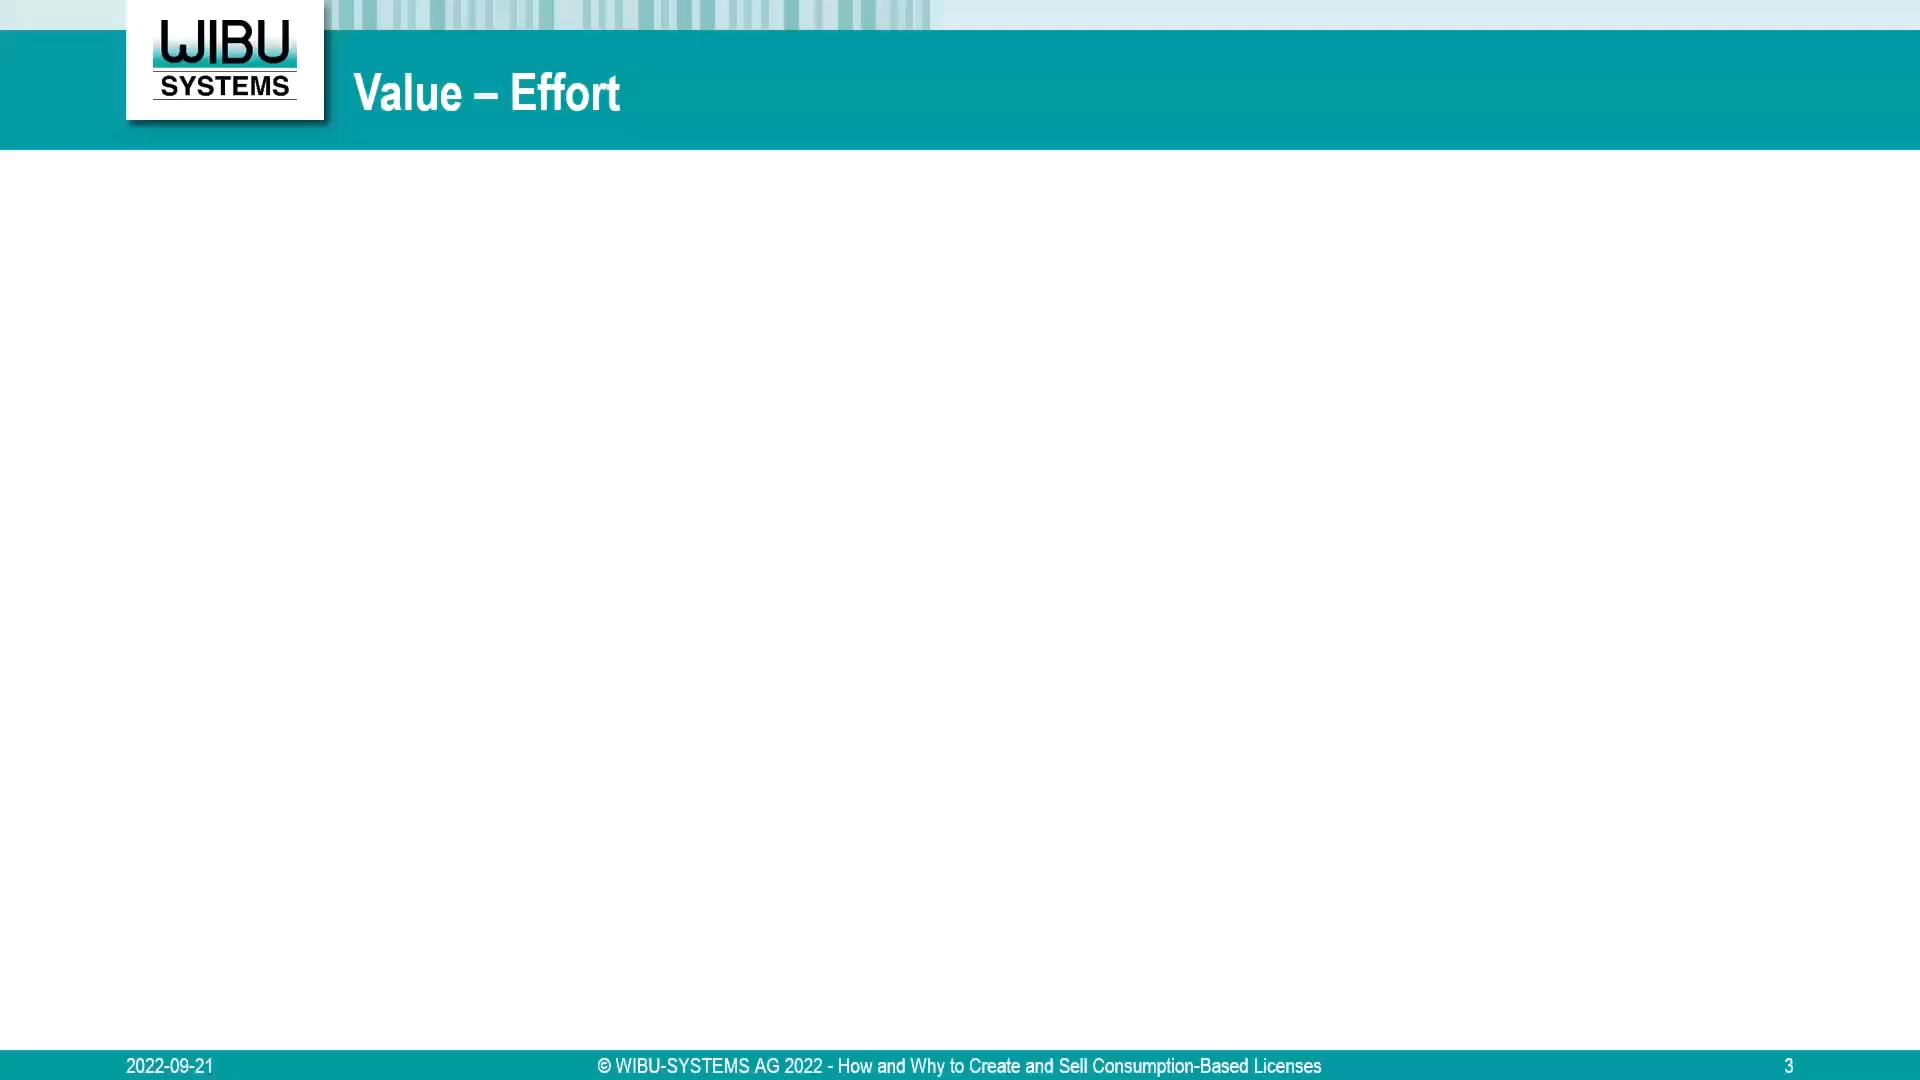 WIBU
SYSTEMS
Value – Effort
2022-09-21
© WIBU-SYSTEMS AG 2022 - How and Why to Create and Sell Consumption-Based Licenses
3